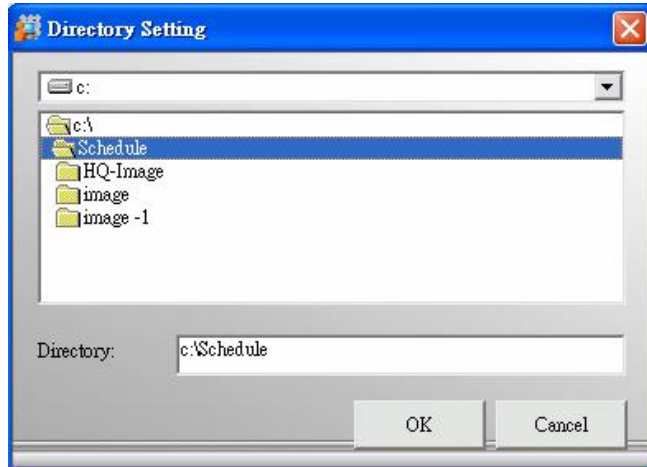 Directory Setting
c:
c:\
Schedule
HQ-Image
image
image -1
Directory: c:\Schedule
OK Cancel